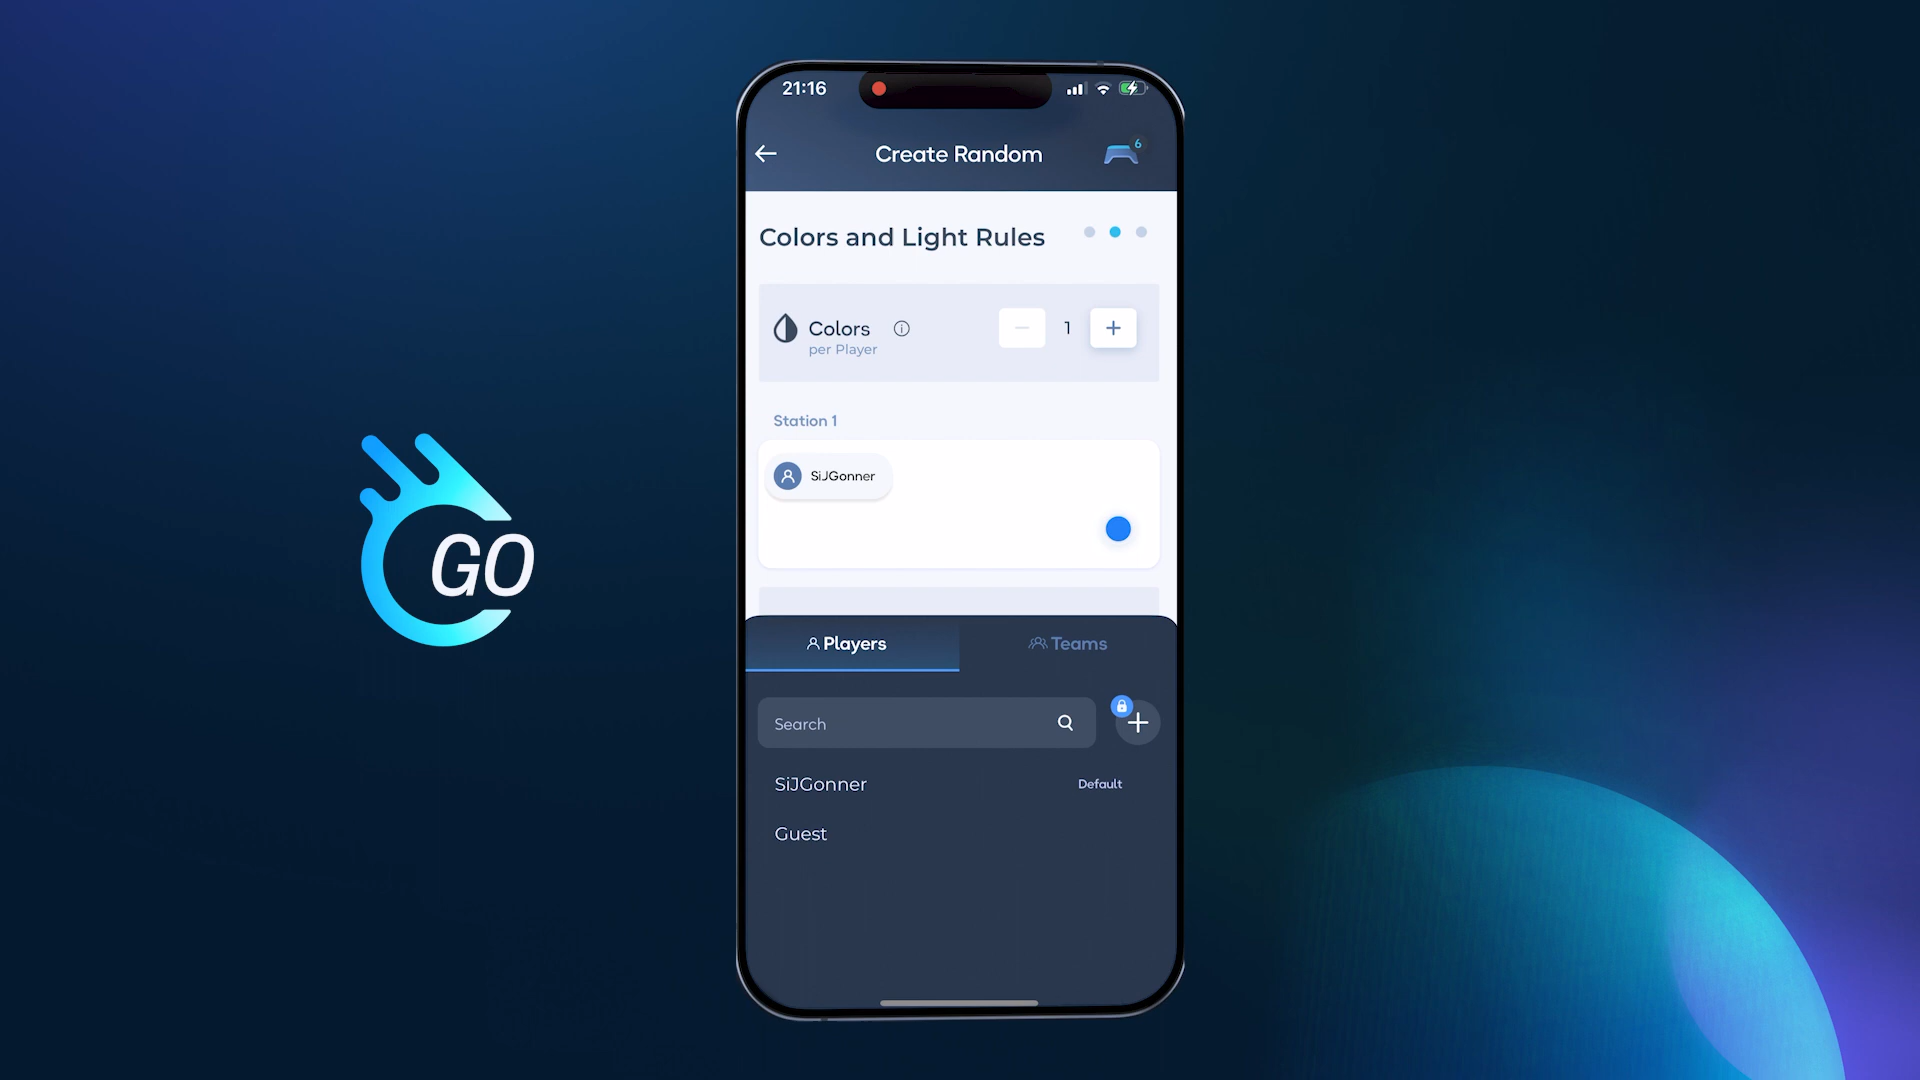 21:16
Create Random
6
Colors and Light Rules
Colors
per Player
1
Station 1
SiJGonner
GO
Players
Teams
Search
SiJGonner
Default
Guest